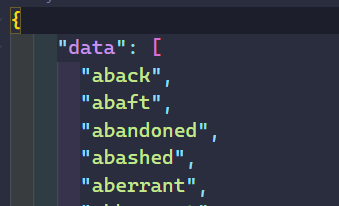 {
"data": [
"aback",
"abaft",
"abandoned",
"abashed",
"aberrant",